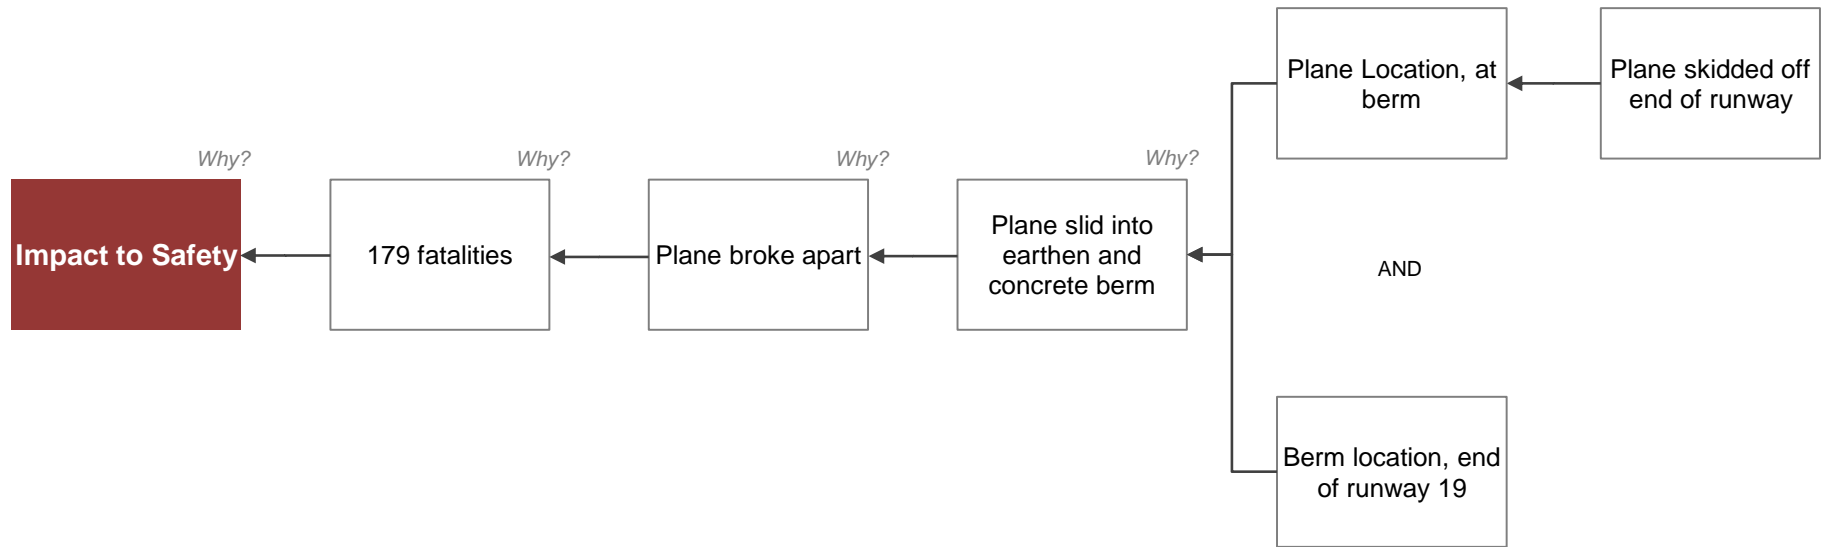 Why?
Impact to Safety
Why?
179 fatalities
Why?
Plane broke apart
Why?
Plane slid into
earthen and
concrete berm
Plane Location, at
berm
Plane skidded off
end of runway
AND
Berm location, end
of runway 19